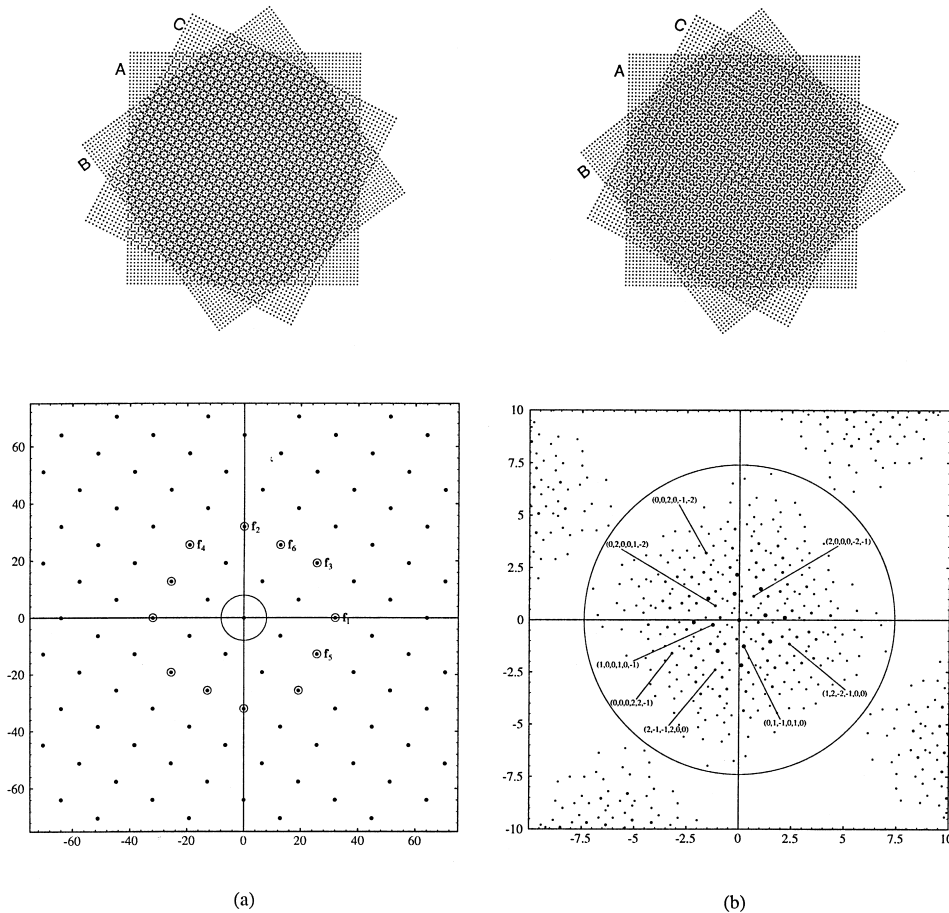 C
A
B
C
A
B
60
40
20
0
-20
-40
-60
-60 -40 -20 0 20 40 60
f2
f4
f6
f3
f1
f5
10
7.5
5
2.5
0
-2.5
-5
-7.5
-10
-7.5 -5 -2.5 0 2.5 5 7.5 10
(0,0,2,0,-1,-2)
(0,2,0,0,1,-2)
(2,0,0,0,-2,-1)
(1,0,0,1,0,-1)
(0,0,0,2,2,-1)
(2,-1,-1,2,0,0)
(0,1,-1,0,1,0)
(1,2,-2,-1,0,0)
(a)
(b)